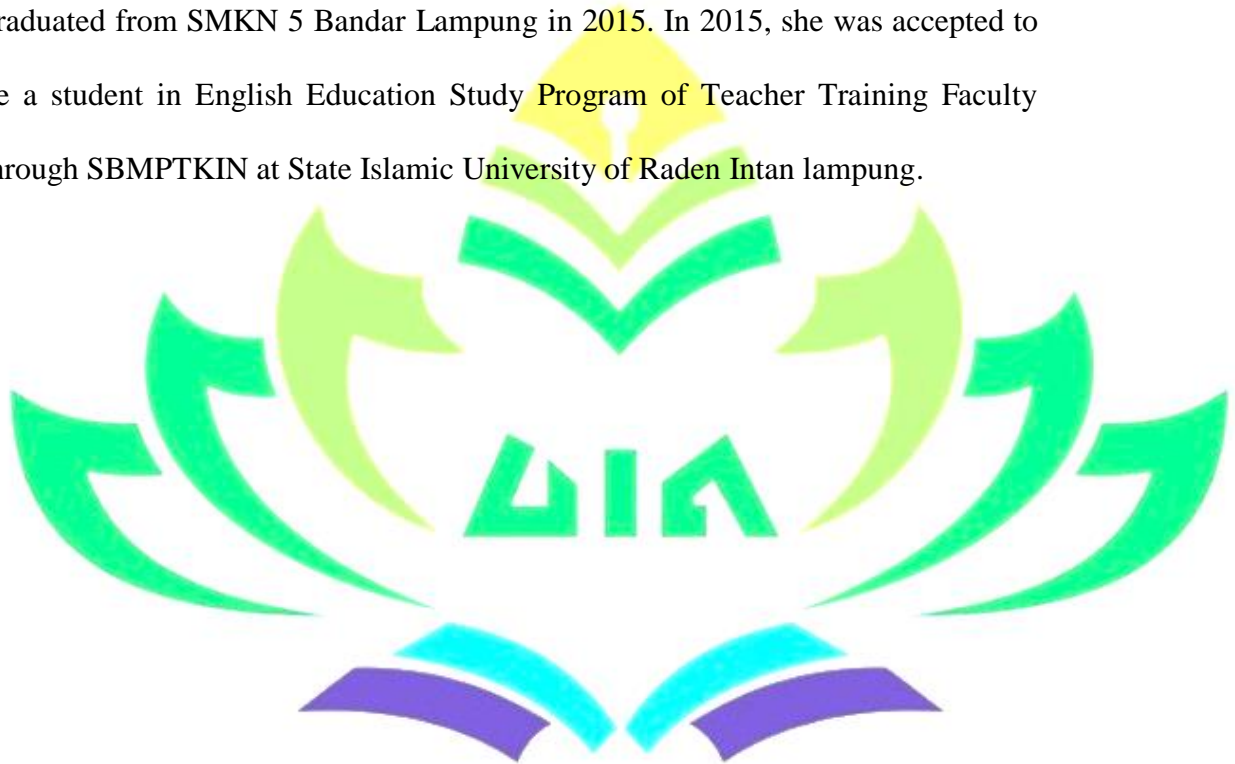 raduated from SMKN 5 Bandar Lampung in 2015. In 2015, she was accepted to
e a student in English Education Study Program of Teacher Training Faculty
hrough SBMPTKIN at State Islamic University of Raden Intan lampung.
UIN